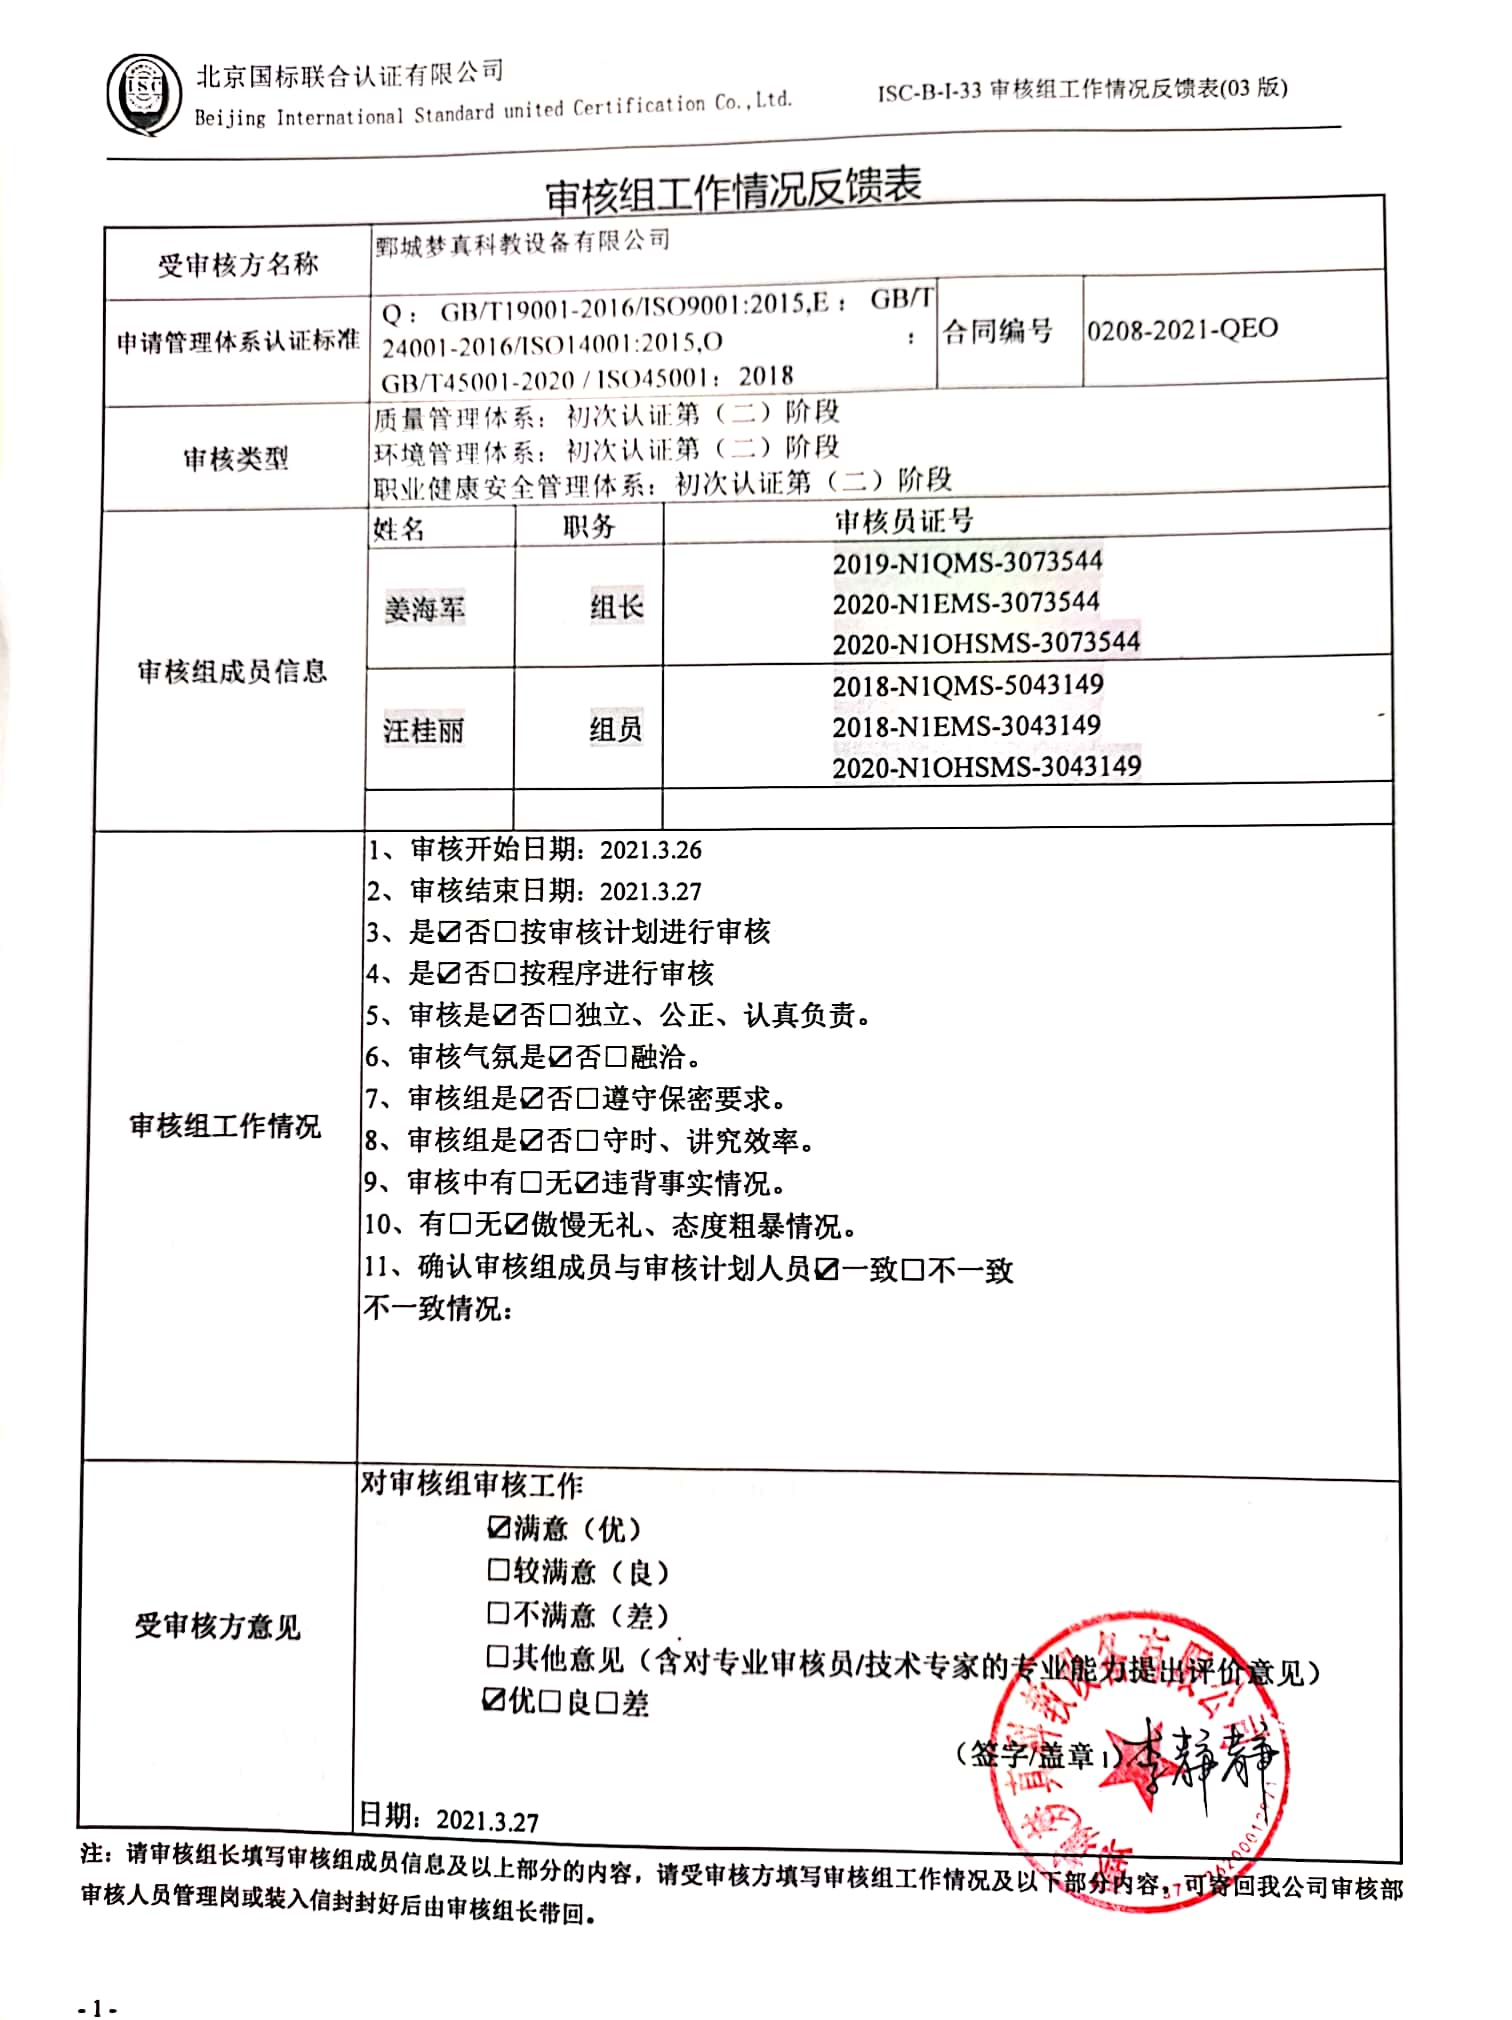 北京国标联合认证有限公司
Beijing International Standard united Certification Co.,Ltd.
ISC-B-I-33 审核组工作情况反馈表(03 版)
ISC
审核组工作情况反馈表
受审核方名称
鄄城梦真科教设备有限公司
申请管理体系认证标准
Q： GB/T19001-2016/ISO9001:2015,E： GB/T
24001-2016/ISO14001:2015,O ：
GB/T45001-2020 / ISO45001：2018
合同编号
0208-2021-QEO
审核类型
质量管理体系：初次认证第（二）阶段
环境管理体系：初次认证第（二）阶段
职业健康安全管理体系：初次认证第（二）阶段
审核组成员信息
姓名 职务 审核员证号
姜海军 组长
2019-N1QMS-3073544
2020-N1EMS-3073544
2020-N1OHSMS-3073544
汪桂丽 组员
2018-N1QMS-5043149
2018-N1EMS-3043149
2020-N1OHSMS-3043149
审核组工作情况
1、审核开始日期：2021.3.26
2、审核结束日期：2021.3.27
3、是☑否□按审核计划进行审核
4、是☑否□按程序进行审核
5、审核是☑否□独立、公正、认真负责。
6、审核气氛是☑否□融洽。
7、审核组是☑否□遵守保密要求。
8、审核组是☑否□守时、讲究效率。
9、审核中有□无☑违背事实情况。
10、有□无☑傲慢无礼、态度粗暴情况。
11、确认审核组成员与审核计划人员☑一致□不一致
不一致情况：
受审核方意见
对审核组审核工作
☑满意（优）
□较满意（良）
□不满意（差）
□其他意见（含对专业审核员/技术专家的专业能力提出评价意见）
☑优□良□差
（签字/盖章）李静静
日期：2021.3.27
注：请审核组长填写审核组成员信息及以上部分的内容，请受审核方填写审核组工作情况及以下部分内容，可寄回我公司审核部
审核人员管理岗或装入信封封好后由审核组长带回。
- 1 -